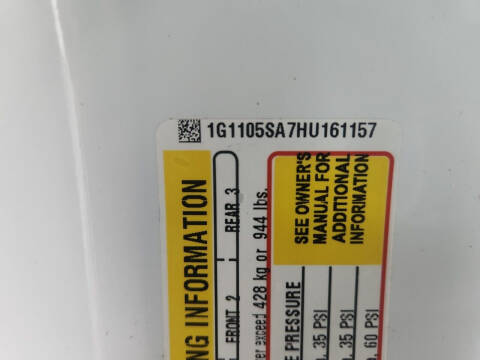 1G1105SA7HU161157
NG INFORMATION
FRONT 2
REAR 3
er exceed 428 kg or 944 lbs.
SEE OWNER'S
MANUAL FOR
ADDITIONAL
INFORMATION
E PRESSURE
, 35 PSI
, 35 PSI
, 60 PSI